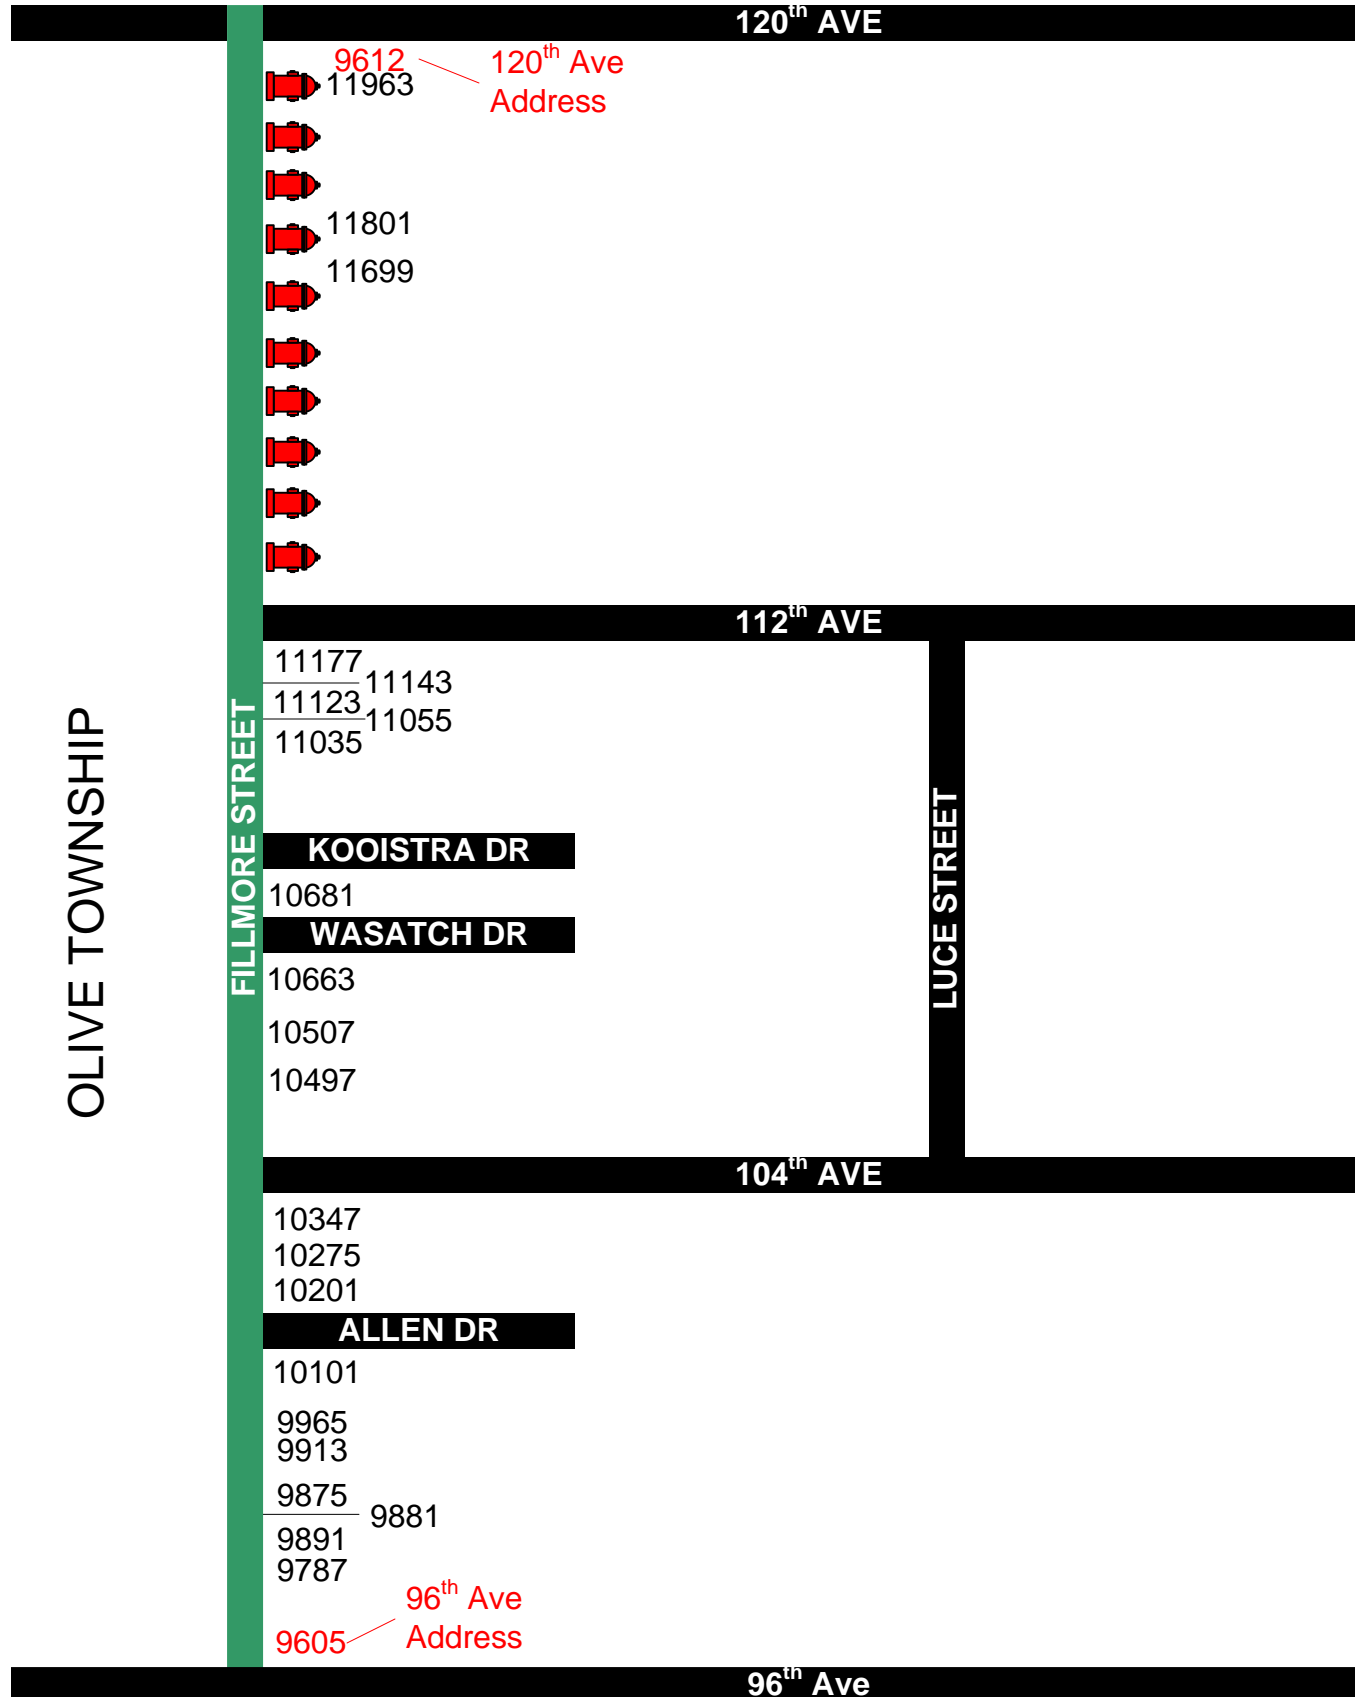 120th AVE
9612
120th Ave
Address
11963
11801
11699
112th AVE
11177
11143
11123
11055
11035
OLIVE TOWNSHIP
FILLMORE STREET
LUCE STREET
KOOISTRA DR
10681
WASATCH DR
10663
10507
10497
104th AVE
10347
10275
10201
ALLEN DR
10101
9965
9913
9875
9881
9891
9787
96th Ave
Address
9605
96th Ave